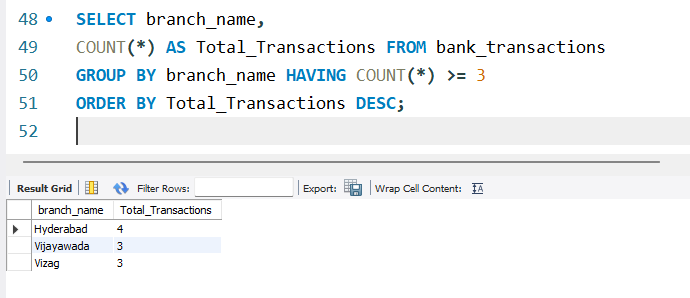 48 SELECT branch_name,
49 COUNT(*) AS Total_Transactions FROM bank_transactions
50 GROUP BY branch_name HAVING COUNT(*) >= 3
51 ORDER BY Total_Transactions DESC;
52
Result Grid Filter Rows: Export: Wrap Cell Content:
branch_name Total_Transactions
Hyderabad 4
Vijayawada 3
Vizag 3